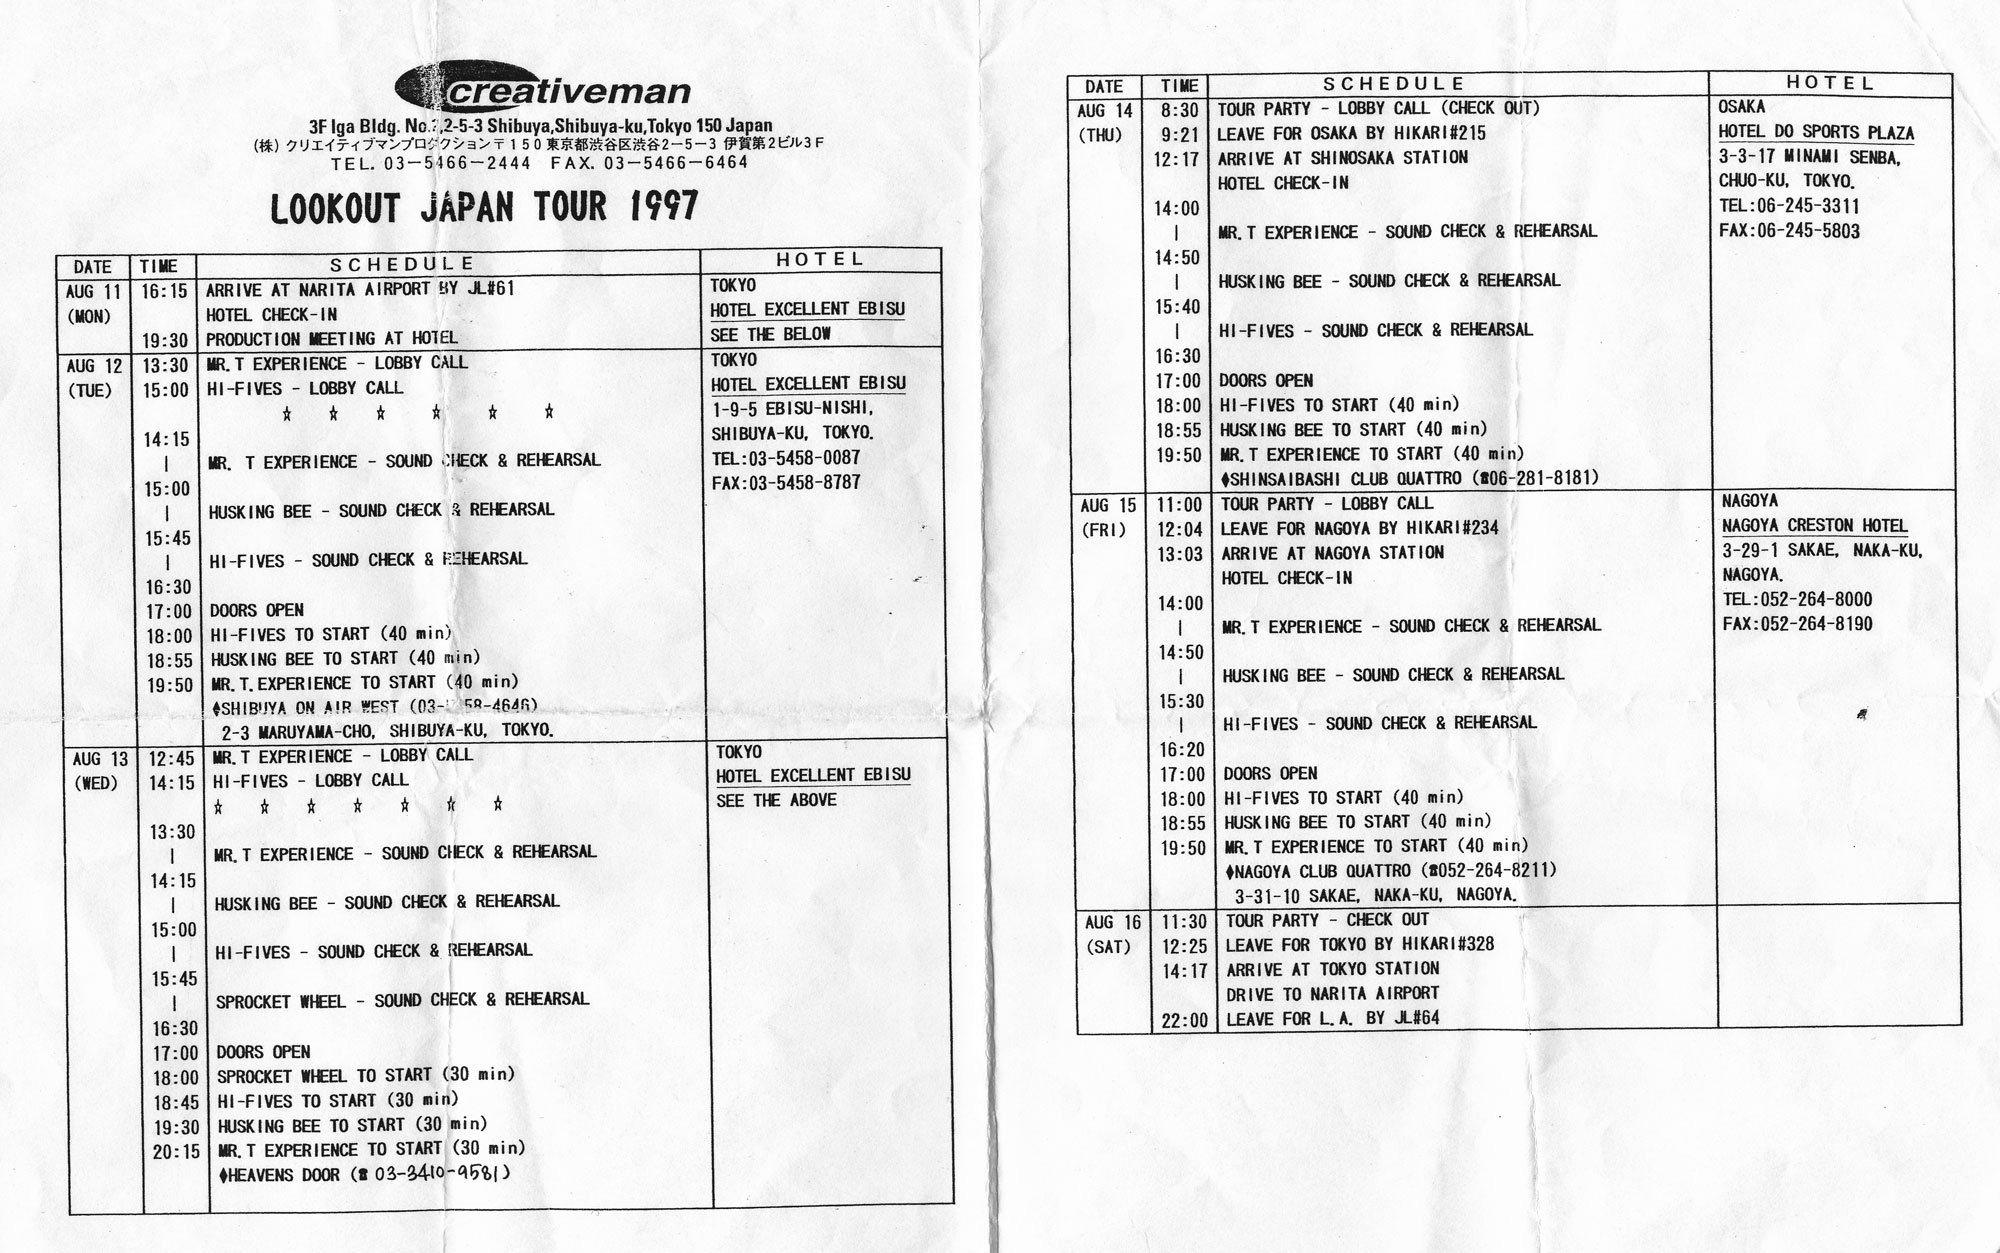 creativeman
3F Iga Bldg. No.2,2-5-3 Shibuya,Shibuya-ku,Tokyo 150 Japan
(株) クリエイティブマンプロダクション 〒150 東京都渋谷区渋谷2-5-3 伊賀第2ビル3F
TEL. 03-5466-2444 FAX. 03-5466-6464
LOOKOUT JAPAN TOUR 1997
DATE TIME SCHEDULE HOTEL
AUG 11 16:15 ARRIVE AT NARITA AIRPORT BY JL#61 TOKYO
(MON) HOTEL CHECK-IN HOTEL EXCELLENT EBISU
19:30 PRODUCTION MEETING AT HOTEL SEE THE BELOW
AUG 12 13:30 MR.T EXPERIENCE - LOBBY CALL TOKYO
(TUE) 15:00 HI-FIVES - LOBBY CALL HOTEL EXCELLENT EBISU
☆ ☆ ☆ ☆ ☆ ☆ 1-9-5 EBISU-NISHI,
14:15 SHIBUYA-KU, TOKYO.
| MR. T EXPERIENCE - SOUND CHECK & REHEARSAL TEL:03-5458-0087
15:00 FAX:03-5458-8787
| HUSKING BEE - SOUND CHECK & REHEARSAL
15:45
| HI-FIVES - SOUND CHECK & REHEARSAL
16:30
17:00 DOORS OPEN
18:00 HI-FIVES TO START (40 min)
18:55 HUSKING BEE TO START (40 min)
19:50 MR.T.EXPERIENCE TO START (40 min)
♦SHIBUYA ON AIR WEST (03- 58-4646)
2-3 MARUYAMA-CHO, SHIBUYA-KU, TOKYO.
AUG 13 12:45 MR.T EXPERIENCE - LOBBY CALL TOKYO
(WED) 14:15 HI-FIVES - LOBBY CALL HOTEL EXCELLENT EBISU
☆ ☆ ☆ ☆ ☆ ☆ ☆ SEE THE ABOVE
13:30
| MR.T EXPERIENCE - SOUND CHECK & REHEARSAL
14:15
| HUSKING BEE - SOUND CHECK & REHEARSAL
15:00
| HI-FIVES - SOUND CHECK & REHEARSAL
15:45
| SPROCKET WHEEL - SOUND CHECK & REHEARSAL
16:30
17:00 DOORS OPEN
18:00 SPROCKET WHEEL TO START (30 min)
18:45 HI-FIVES TO START (30 min)
19:30 HUSKING BEE TO START (30 min)
20:15 MR.T EXPERIENCE TO START (30 min)
♦HEAVENS DOOR (☎ 03-3410-9581)
DATE TIME SCHEDULE HOTEL
AUG 14 8:30 TOUR PARTY - LOBBY CALL (CHECK OUT) OSAKA
(THU) 9:21 LEAVE FOR OSAKA BY HIKARI#215 HOTEL DO SPORTS PLAZA
12:17 ARRIVE AT SHINOSAKA STATION 3-3-17 MINAMI SENBA,
HOTEL CHECK-IN CHUO-KU, TOKYO.
14:00 TEL:06-245-3311
| MR.T EXPERIENCE - SOUND CHECK & REHEARSAL FAX:06-245-5803
14:50
| HUSKING BEE - SOUND CHECK & REHEARSAL
15:40
| HI-FIVES - SOUND CHECK & REHEARSAL
16:30
17:00 DOORS OPEN
18:00 HI-FIVES TO START (40 min)
18:55 HUSKING BEE TO START (40 min)
19:50 MR.T EXPERIENCE TO START (40 min)
♦SHINSAIBASHI CLUB QUATTRO (☎06-281-8181)
AUG 15 11:00 TOUR PARTY - LOBBY CALL NAGOYA
(FRI) 12:04 LEAVE FOR NAGOYA BY HIKARI#234 NAGOYA CRESTON HOTEL
13:03 ARRIVE AT NAGOYA STATION 3-29-1 SAKAE, NAKA-KU,
HOTEL CHECK-IN NAGOYA.
14:00 TEL:052-264-8000
| MR.T EXPERIENCE - SOUND CHECK & REHEARSAL FAX:052-264-8190
14:50
| HUSKING BEE - SOUND CHECK & REHEARSAL
15:30
| HI-FIVES - SOUND CHECK & REHEARSAL
16:20
17:00 DOORS OPEN
18:00 HI-FIVES TO START (40 min)
18:55 HUSKING BEE TO START (40 min)
19:50 MR.T EXPERIENCE TO START (40 min)
♦NAGOYA CLUB QUATTRO (☎052-264-8211)
3-31-10 SAKAE, NAKA-KU, NAGOYA.
AUG 16 11:30 TOUR PARTY - CHECK OUT
(SAT) 12:25 LEAVE FOR TOKYO BY HIKARI#328
14:17 ARRIVE AT TOKYO STATION
DRIVE TO NARITA AIRPORT
22:00 LEAVE FOR L.A. BY JL#64